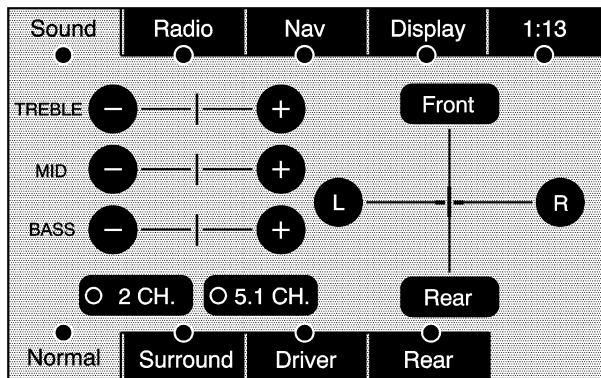 Sound Radio Nav Display 1:13
TREBLE − +
Front
MID − +
L R
BASS − +
2 CH. 5.1 CH.
Rear
Normal Surround Driver Rear